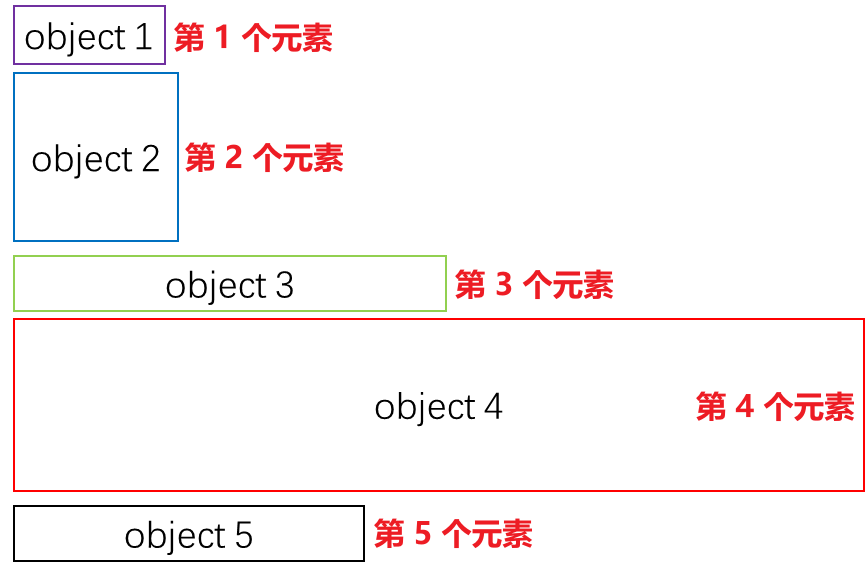 object 1 第 1 个元素
object 2 第 2 个元素
object 3 第 3 个元素
object 4 第 4 个元素
object 5 第 5 个元素